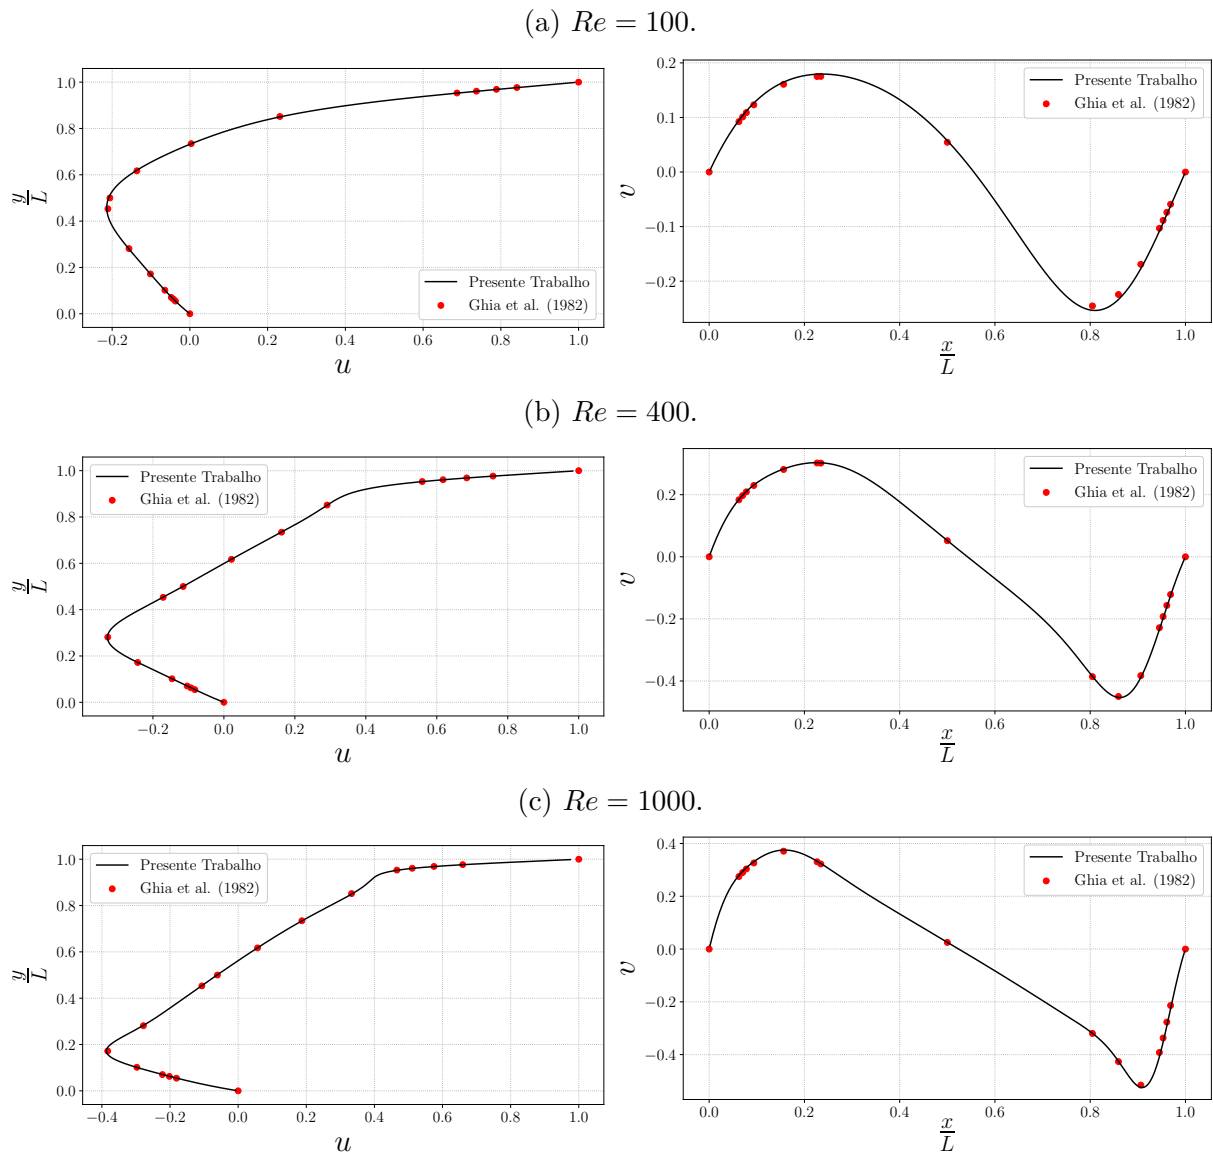 (a) Re = 100.
1.0
0.8
0.6
0.4
0.2
0.0
y/L
−0.2 0.0 0.2 0.4 0.6 0.8 1.0
u
Presente Trabalho
Ghia et al. (1982)
0.2
0.1
0.0
−0.1
−0.2
v
0.0 0.2 0.4 0.6 0.8 1.0
x/L
Presente Trabalho
Ghia et al. (1982)
(b) Re = 400.
1.0
0.8
0.6
0.4
0.2
0.0
y/L
−0.2 0.0 0.2 0.4 0.6 0.8 1.0
u
Presente Trabalho
Ghia et al. (1982)
0.2
0.0
−0.2
−0.4
v
0.0 0.2 0.4 0.6 0.8 1.0
x/L
Presente Trabalho
Ghia et al. (1982)
(c) Re = 1000.
1.0
0.8
0.6
0.4
0.2
0.0
y/L
−0.4 −0.2 0.0 0.2 0.4 0.6 0.8 1.0
u
Presente Trabalho
Ghia et al. (1982)
0.4
0.2
0.0
−0.2
−0.4
v
0.0 0.2 0.4 0.6 0.8 1.0
x/L
Presente Trabalho
Ghia et al. (1982)